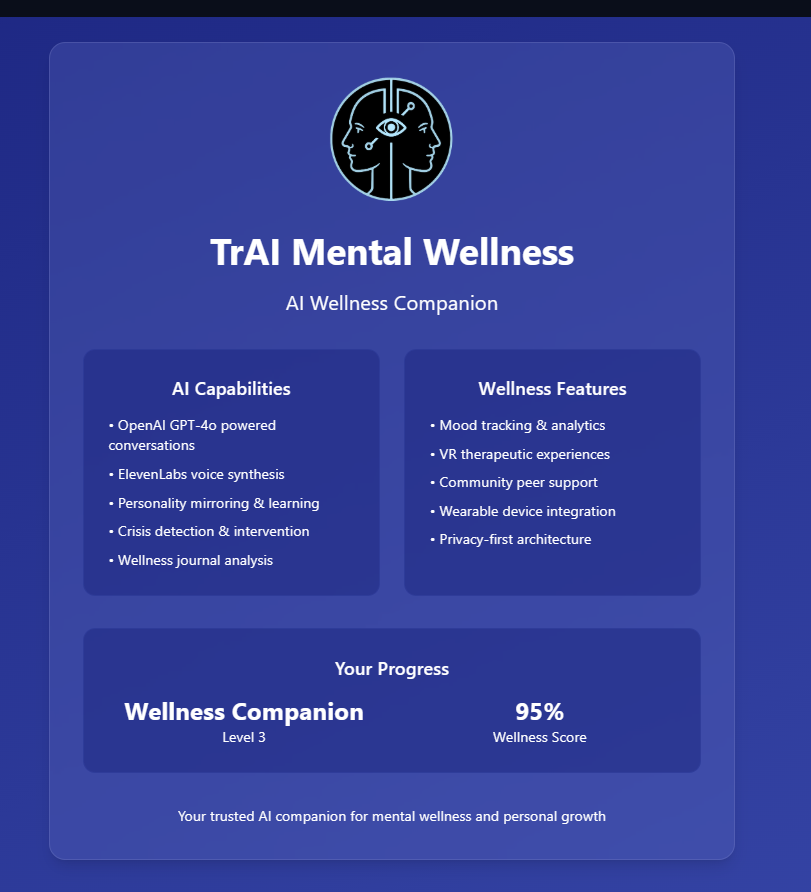 TrAI Mental Wellness
AI Wellness Companion
AI Capabilities
• OpenAI GPT-4o powered
conversations
• ElevenLabs voice synthesis
• Personality mirroring & learning
• Crisis detection & intervention
• Wellness journal analysis
Wellness Features
• Mood tracking & analytics
• VR therapeutic experiences
• Community peer support
• Wearable device integration
• Privacy-first architecture
Your Progress
Wellness Companion
Level 3
95%
Wellness Score
Your trusted AI companion for mental wellness and personal growth